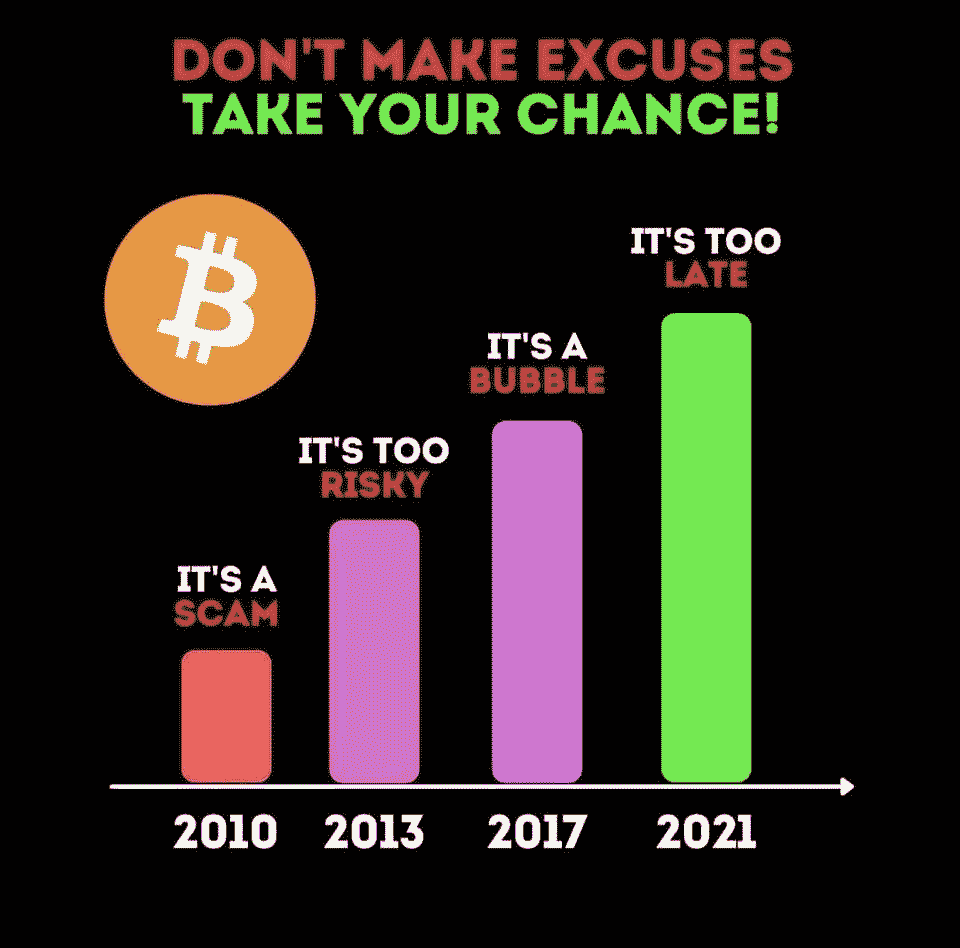 DON'T MAKE EXCUSES
TAKE YOUR CHANCE!
IT'S A
SCAM
IT'S TOO
RISKY
IT'S A
BUBBLE
IT'S TOO
LATE
2010 2013 2017 2021